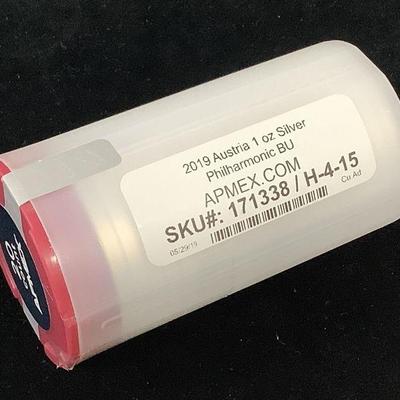 2019 Austria 1 oz Silver
Philharmonic BU
APMEX.COM
SKU#: 171338 / H-4-15
05/29/19
Cu Ad